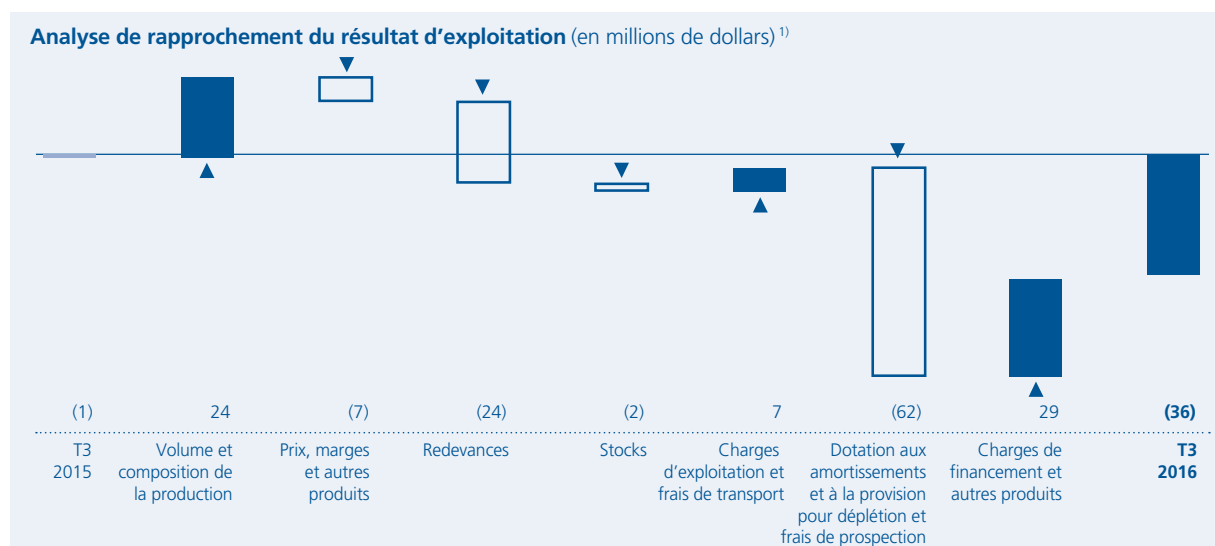 Analyse de rapprochement du résultat d'exploitation (en millions de dollars) 1)
(1) 24 (7) (24) (2) 7 (62) 29 (36)
T3
2015
Volume et
composition de
la production
Prix, marges
et autres
produits
Redevances
Stocks
Charges
d'exploitation et
frais de transport
Dotation aux
amortissements
et à la provision
pour déplétion et
frais de prospection
Charges de
financement et
autres produits
T3
2016